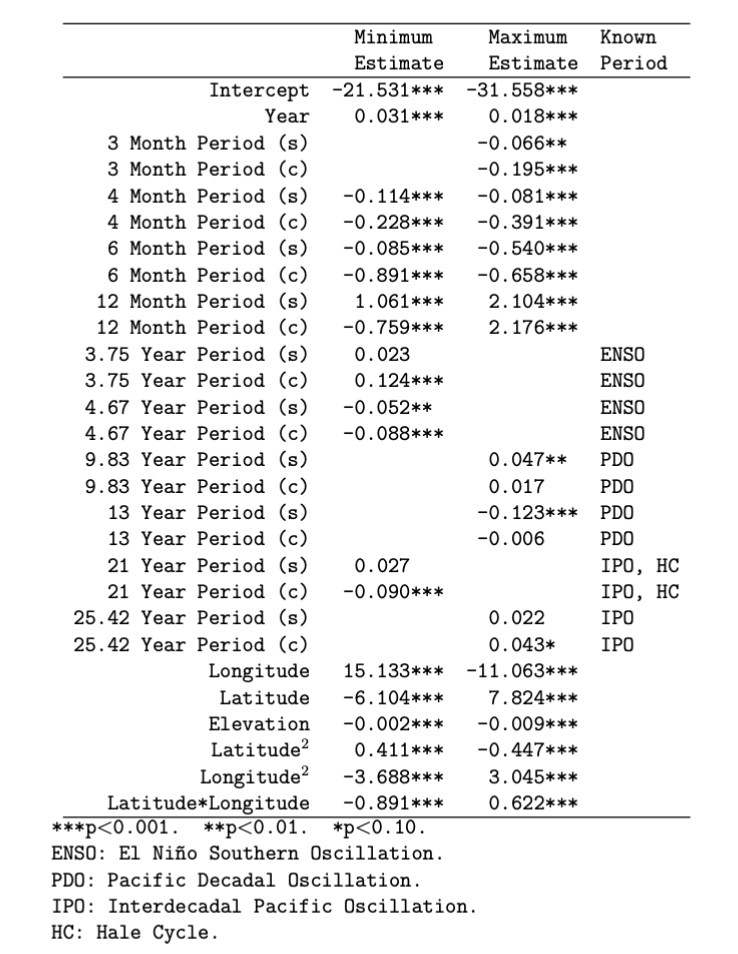 Minimum Maximum Known
Estimate Estimate Period
Intercept -21.531*** -31.558***
Year 0.031*** 0.018***
3 Month Period (s) -0.066**
3 Month Period (c) -0.195***
4 Month Period (s) -0.114*** -0.081***
4 Month Period (c) -0.228*** -0.391***
6 Month Period (s) -0.085*** -0.540***
6 Month Period (c) -0.891*** -0.658***
12 Month Period (s) 1.061*** 2.104***
12 Month Period (c) -0.759*** 2.176***
3.75 Year Period (s) 0.023 ENSO
3.75 Year Period (c) 0.124*** ENSO
4.67 Year Period (s) -0.052** ENSO
4.67 Year Period (c) -0.088*** ENSO
9.83 Year Period (s) 0.047** PDO
9.83 Year Period (c) 0.017 PDO
13 Year Period (s) -0.123*** PDO
13 Year Period (c) -0.006 PDO
21 Year Period (s) 0.027 IPO, HC
21 Year Period (c) -0.090*** IPO, HC
25.42 Year Period (s) 0.022 IPO
25.42 Year Period (c) 0.043* IPO
Longitude 15.133*** -11.063***
Latitude -6.104*** 7.824***
Elevation -0.002*** -0.009***
Latitude² 0.411*** -0.447***
Longitude² -3.688*** 3.045***
Latitude*Longitude -0.891*** 0.622***
***p<0.001. **p<0.01. *p<0.10.
ENSO: El Niño Southern Oscillation.
PDO: Pacific Decadal Oscillation.
IPO: Interdecadal Pacific Oscillation.
HC: Hale Cycle.